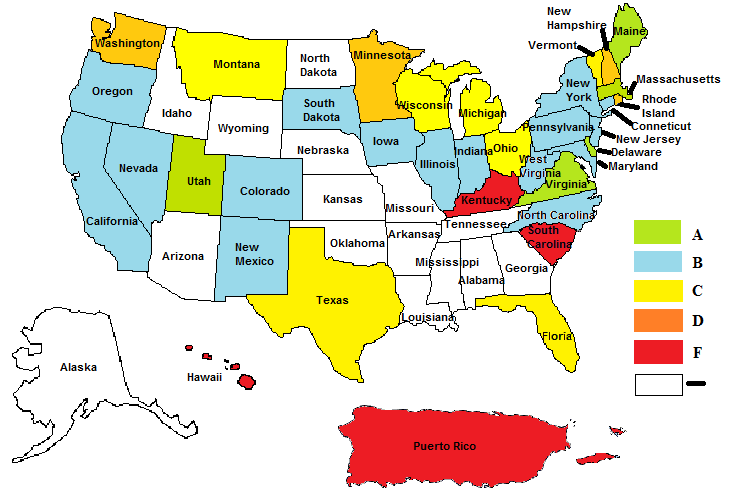 New
Hampshire
Maine
Washington
Minnesota
Vermont
Montana
North
Dakota
Massachusetts
Oregon
South
Dakota
Wisconsin
Michigan
New
York
Rhode
Island
Idaho
Wyoming
Conneticut
Pennsylvania
New Jersey
Iowa
Nebraska
Ohio
Indiana
Illinois
Delaware
Nevada
Utah
West
Virginia
Maryland
Colorado
Virginia
Kansas
Missouri
Kentucky
California
North Carolina
Tennessee
Arizona
New
Mexico
Oklahoma
Arkansas
South
Carolina
Mississippi
Georgia
Alabama
Texas
Louisiana
Floria
A
B
C
D
F
Alaska
Hawaii
Puerto Rico